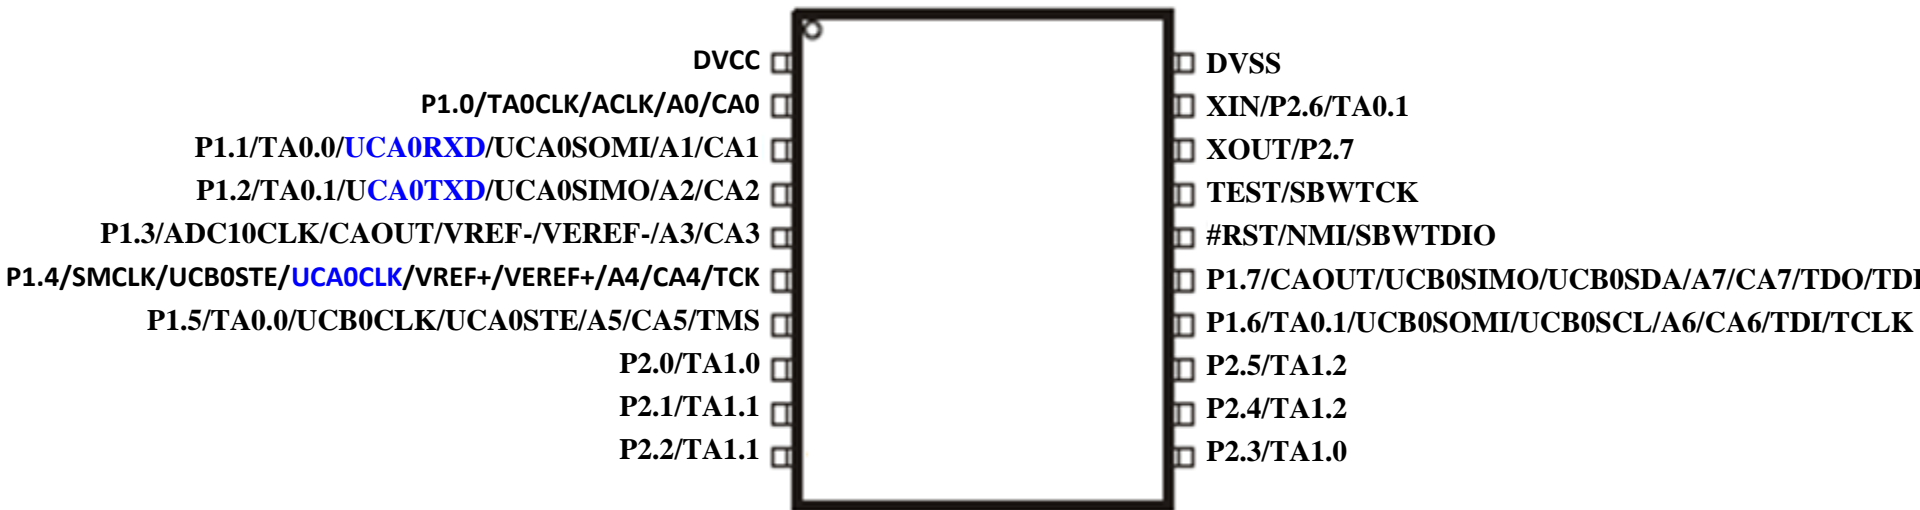 DVCC
P1.0/TA0CLK/ACLK/A0/CA0
P1.1/TA0.0/UCA0RXD/UCA0SOMI/A1/CA1
P1.2/TA0.1/UCA0TXD/UCA0SIMO/A2/CA2
P1.3/ADC10CLK/CAOUT/VREF-/VEREF-/A3/CA3
P1.4/SMCLK/UCB0STE/UCA0CLK/VREF+/VEREF+/A4/CA4/TCK
P1.5/TA0.0/UCB0CLK/UCA0STE/A5/CA5/TMS
P2.0/TA1.0
P2.1/TA1.1
P2.2/TA1.1
DVSS
XIN/P2.6/TA0.1
XOUT/P2.7
TEST/SBWTCK
#RST/NMI/SBWTDIO
P1.7/CAOUT/UCB0SIMO/UCB0SDA/A7/CA7/TDO/TDI
P1.6/TA0.1/UCB0SOMI/UCB0SCL/A6/CA6/TDI/TCLK
P2.5/TA1.2
P2.4/TA1.2
P2.3/TA1.0